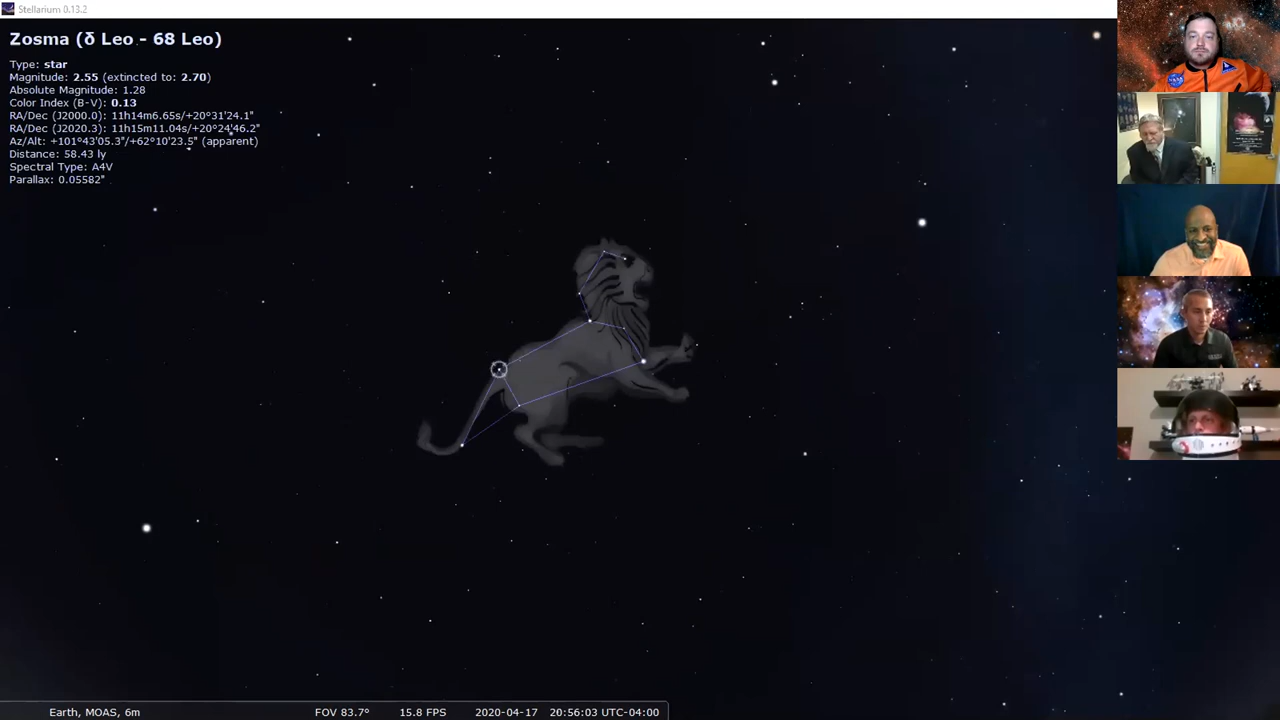 Stellarium 0.13.2
Zosma (δ Leo - 68 Leo)
Type: star
Magnitude: 2.55 (extincted to: 2.70)
Absolute Magnitude: 1.28
Color Index (B-V): 0.13
RA/Dec (J2000.0): 11h14m6.65s/+20°31'24.1"
RA/Dec (J2020.3): 11h15m11.04s/+20°24'46.2"
Az/Alt: +101°43'05.3"/+62°10'23.5" (apparent)
Distance: 58.43 ly
Spectral Type: A4V
Parallax: 0.05582"
NASA
Earth, MOAS, 6m FOV 83.7° 15.8 FPS 2020-04-17 20:56:03 UTC-04:00